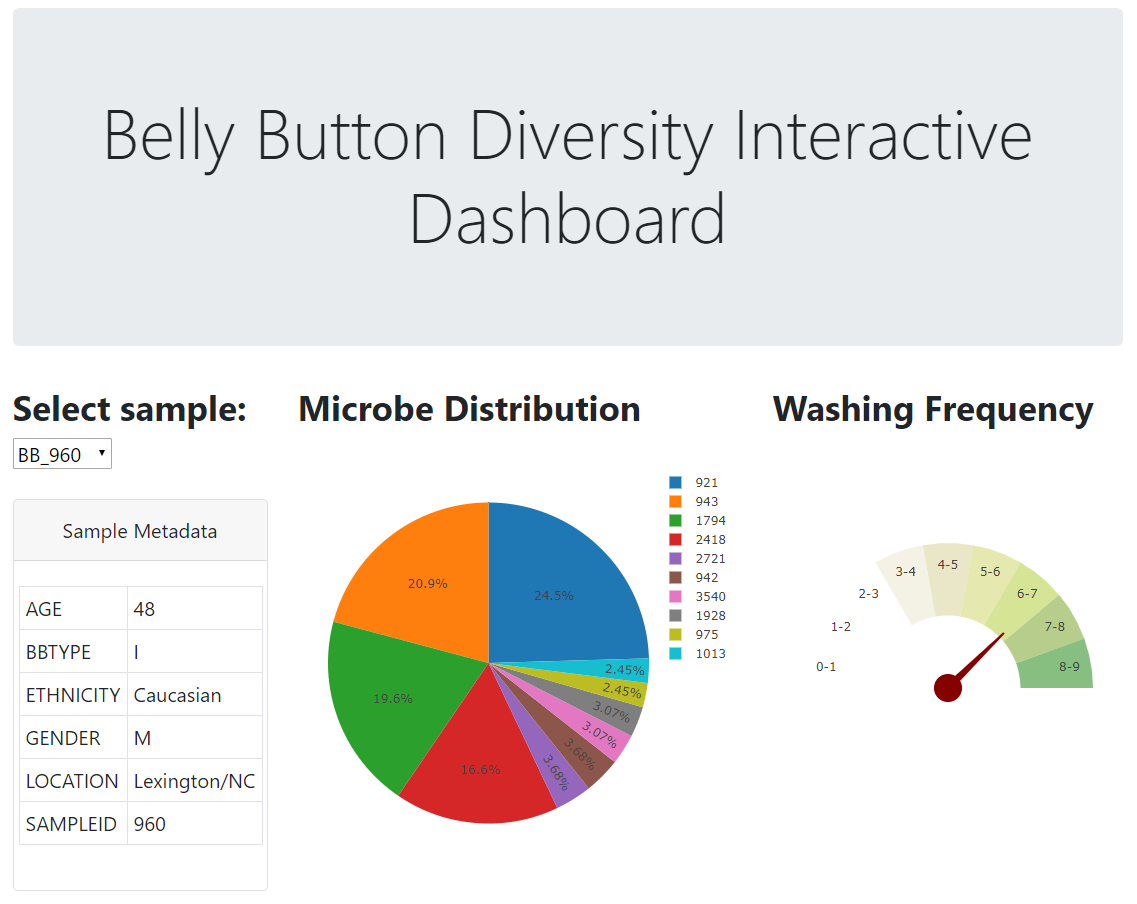 Belly Button Diversity Interactive
Dashboard
Select sample:
BB_960
Sample Metadata
AGE 48
BBTYPE I
ETHNICITY Caucasian
GENDER M
LOCATION Lexington/NC
SAMPLEID 960
Microbe Distribution
24.5%
20.9%
19.6%
16.6%
3.68%
3.68%
3.07%
3.07%
2.45%
2.45%
921
943
1794
2418
2721
942
3540
1928
975
1013
Washing Frequency
0-1
1-2
2-3
3-4
4-5
5-6
6-7
7-8
8-9